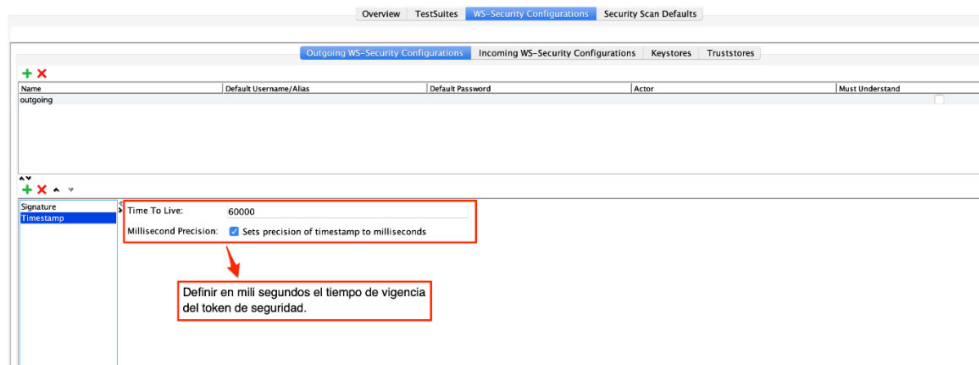 Overview TestSuites WS-Security Configurations Security Scan Defaults
Outgoing WS-Security Configurations Incoming WS-Security Configurations Keystores Truststores
Name Default Username/Alias Default Password Actor Must Understand
outgoing
Signature
Timestamp
Time To Live: 60000
Millisecond Precision: Sets precision of timestamp to milliseconds
Definir en mili segundos el tiempo de vigencia
del token de seguridad.